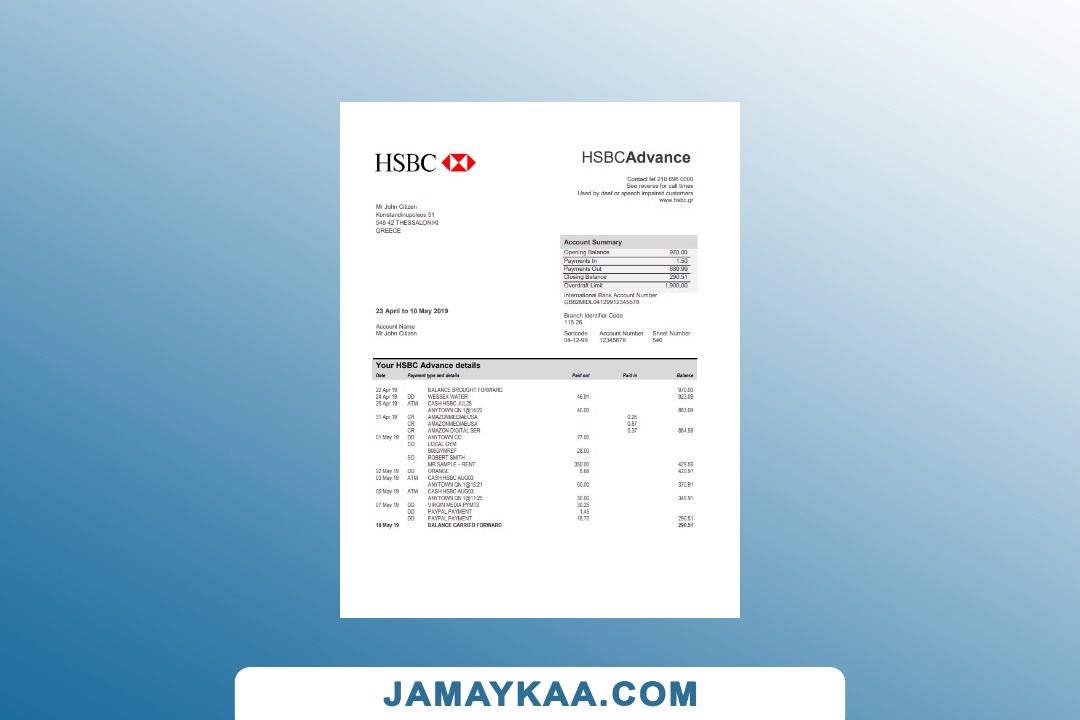 HSBC
HSBCAdvance
Contact tel 210 696 0000
See reverse for call times
Used by deaf or speech impaired customers
www.hsbc.gr
Mr John Citizen
Konstandinupoleos 51
546 42 THESSALONIKI
GREECE
Account Summary
Opening Balance 970.00
Payments In 1.50
Payments Out 680.99
Closing Balance 290.51
Overdraft Limit 1,900.00
International Bank Account Number
GB82MIDL04129912345678
Branch Identifier Code
115 26
Sortcode Account Number Sheet Number
04-12-99 12345678 540
23 April to 10 May 2019
Account Name
Mr John Citizen
Your HSBC Advance details
Date Payment type and details Paid out Paid in Balance
22 Apr 19 BALANCE BROUGHT FORWARD 970.00
24 Apr 19 DD WESSEX WATER 46.91 923.09
25 Apr 19 ATM CASH HSBC JUL25
ANYTOWN QN 1@14:22 40.00 883.09
31 Apr 19 CR AMAZONMEDIAEUSA 0.26
CR AMAZONMEDIAEUSA 0.87
CR AMAZON DIGITAL SER 0.37 884.59
01 May 19 DD ANYTOWN CO 77.00
SO LOCAL GYM
906GYMREF 28.00
SO ROBERT SMITH
MR SAMPLE – RENT 350.00 429.59
02 May 19 DD ORANGE 8.68 420.91
03 May 19 ATM CASH HSBC AUG03
ANYTOWN QN 1@15:21 50.00 370.91
05 May 19 ATM CASH HSBC AUG03
ANYTOWN QN 1@11:25 30.00 340.91
07 May 19 DD VIRGIN MEDIA PYMTS 30.25
DD PAYPAL PAYMENT 1.45
DD PAYPAL PAYMENT 18.70 290.51
10 May 19 BALANCE CARRIED FORWARD 290.51
JAMAYKAA.COM